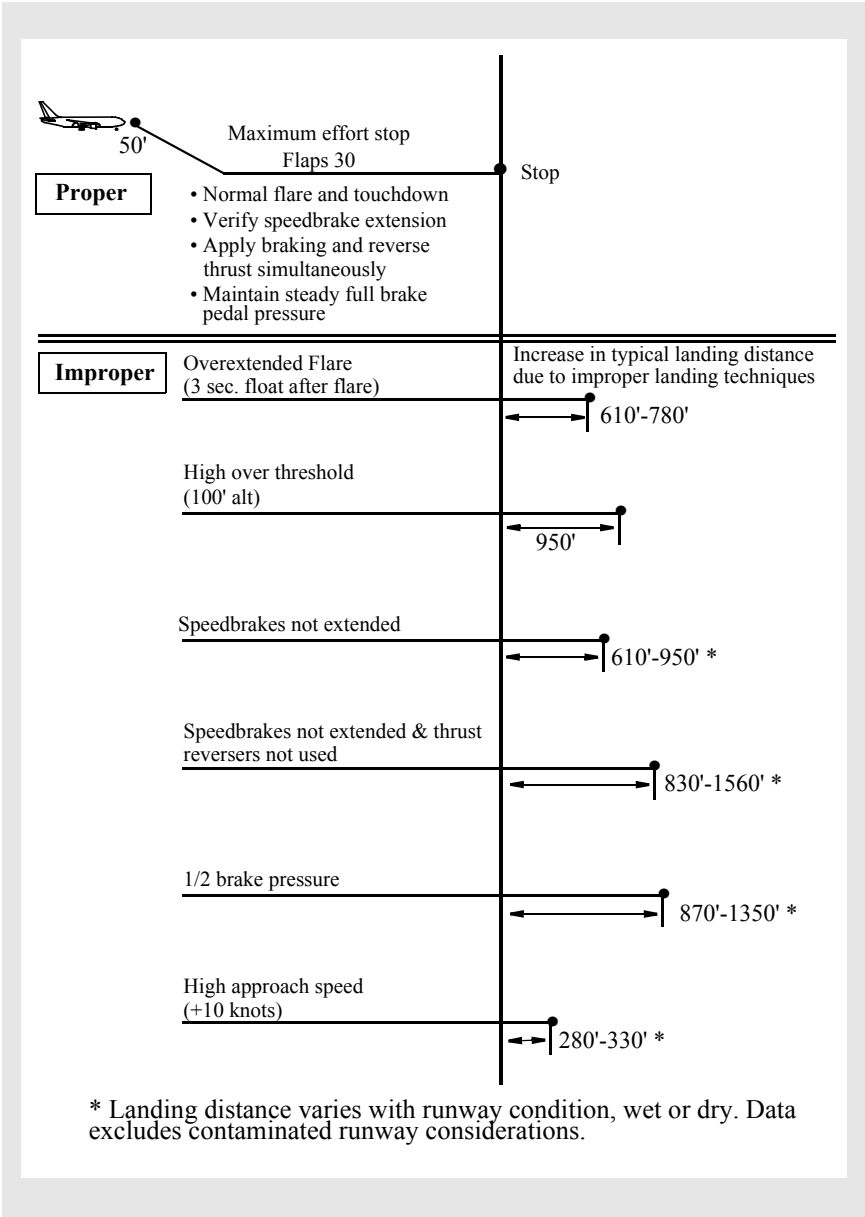 50'
Maximum effort stop
Flaps 30
Stop
Proper
• Normal flare and touchdown
• Verify speedbrake extension
• Apply braking and reverse
thrust simultaneously
• Maintain steady full brake
pedal pressure
Improper
Overextended Flare
(3 sec. float after flare)
Increase in typical landing distance
due to improper landing techniques
610'-780'
High over threshold
(100' alt)
950'
Speedbrakes not extended
610'-950' *
Speedbrakes not extended & thrust
reversers not used
830'-1560' *
1/2 brake pressure
870'-1350' *
High approach speed
(+10 knots)
280'-330' *
* Landing distance varies with runway condition, wet or dry. Data
excludes contaminated runway considerations.